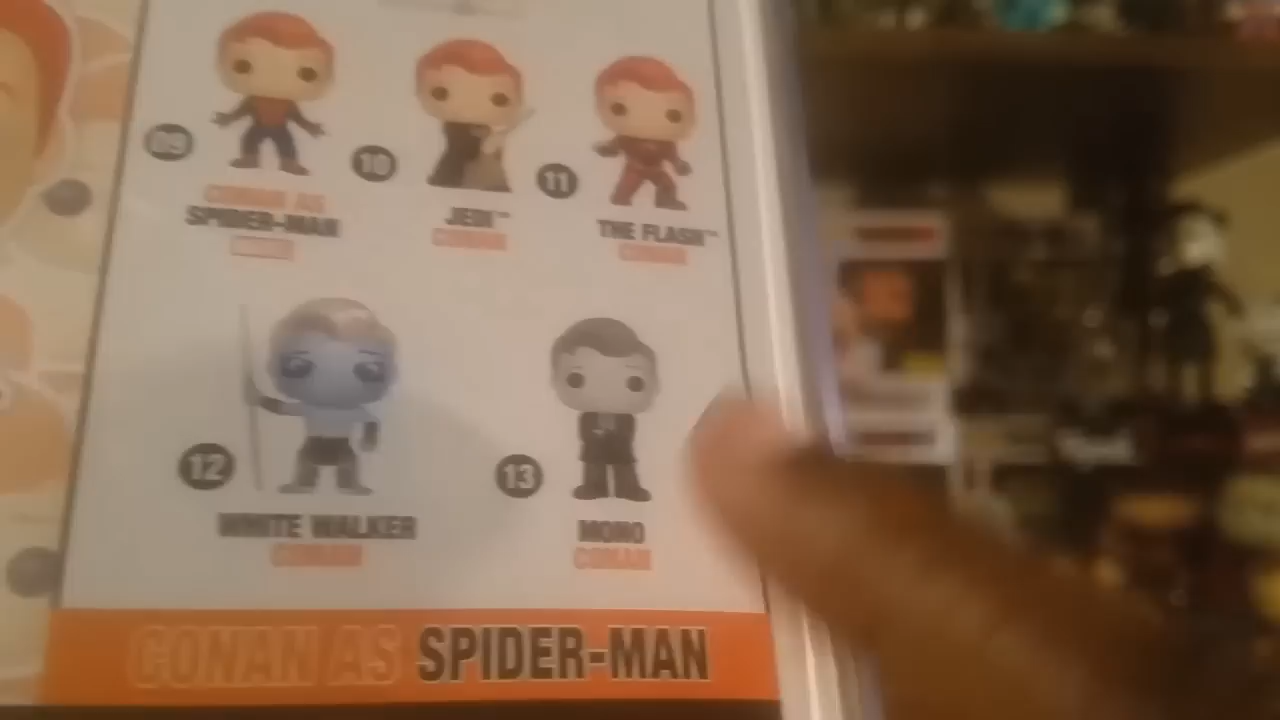 09
CONAN AS
SPIDER-MAN
10
JEDI™
CONAN
11
THE FLASH™
CONAN
12
WHITE WALKER
CONAN
13
MONO
CONAN
CONAN AS SPIDER-MAN